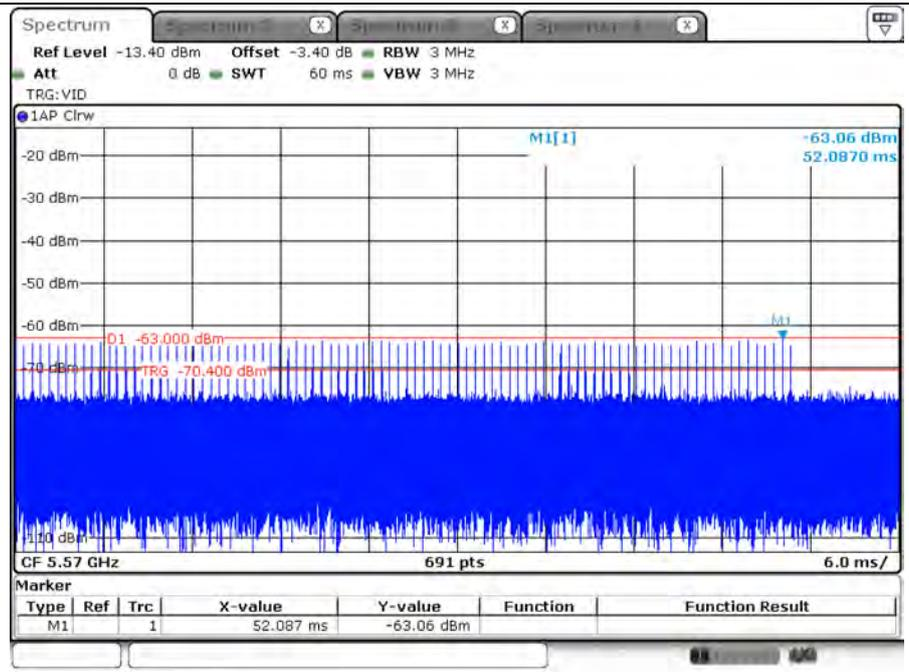 Spectrum
Ref Level -13.40 dBm Offset -3.40 dB RBW 3 MHz
Att 0 dB SWT 60 ms VBW 3 MHz
TRG: VID
1AP Clrw
M1[1] -63.06 dBm
52.0870 ms
-20 dBm
-30 dBm
-40 dBm
-50 dBm
-60 dBm
M1
D1 -63.000 dBm
-70 dBm
TRG -70.400 dBm
-110 dBm
CF 5.57 GHz 691 pts 6.0 ms/
Marker
Type Ref Trc X-value Y-value Function Function Result
M1 1 52.087 ms -63.06 dBm